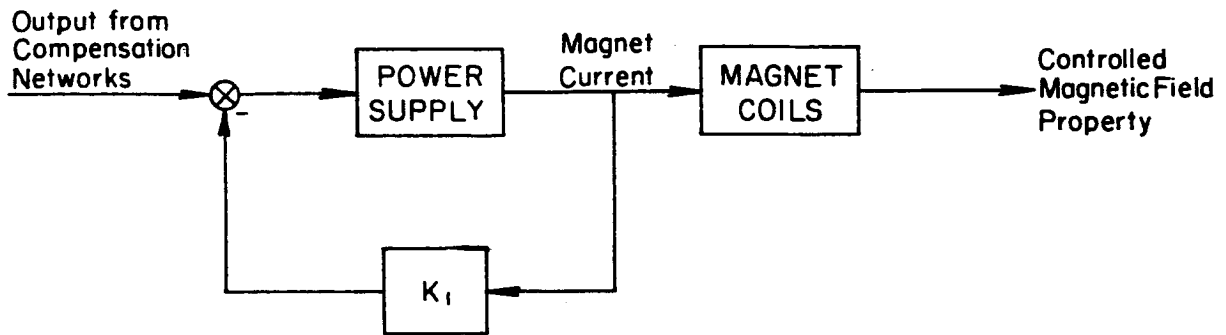 Output from
Compensation
Networks
-
POWER
SUPPLY
Magnet
Current
MAGNET
COILS
Controlled
Magnetic Field
Property
K₁